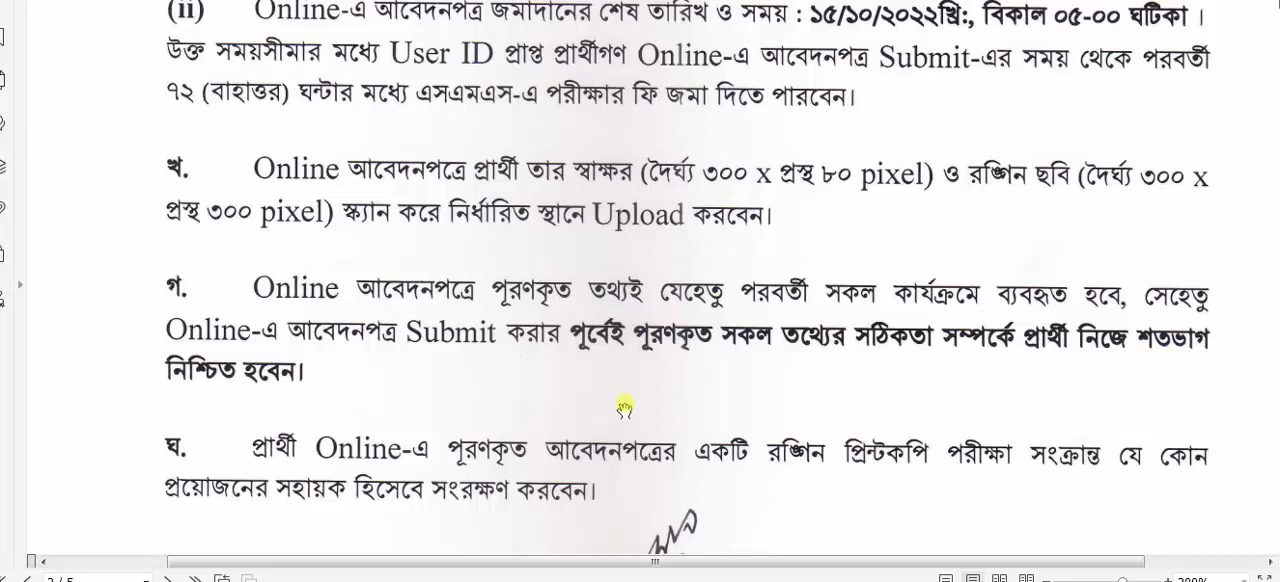 (ii) Online-এ আবেদনপত্র জমাদানের শেষ তারিখ ও সময় : ১৫/১০/২০২২খ্রি:, বিকাল ০৫-০০ ঘটিকা ।
উক্ত সময়সীমার মধ্যে User ID প্রাপ্ত প্রার্থীগণ Online-এ আবেদনপত্র Submit-এর সময় থেকে পরবর্তী
৭২ (বাহাত্তর) ঘন্টার মধ্যে এসএমএস-এ পরীক্ষার ফি জমা দিতে পারবেন।
খ. Online আবেদনপত্রে প্রার্থী তার স্বাক্ষর (দৈর্ঘ্য ৩০০ x প্রস্থ ৮০ pixel) ও রঙ্গিন ছবি (দৈর্ঘ্য ৩০০ x
প্রস্থ ৩০০ pixel) স্ক্যান করে নির্ধারিত স্থানে Upload করবেন।
গ. Online আবেদনপত্রে পূরণকৃত তথ্যই যেহেতু পরবর্তী সকল কার্যক্রমে ব্যবহৃত হবে, সেহেতু
Online-এ আবেদনপত্র Submit করার পূর্বেই পূরণকৃত সকল তথ্যের সঠিকতা সম্পর্কে প্রার্থী নিজে শতভাগ
নিশ্চিত হবেন।
ঘ. প্রার্থী Online-এ পূরণকৃত আবেদনপত্রের একটি রঙ্গিন প্রিন্টকপি পরীক্ষা সংক্রান্ত যে কোন
প্রয়োজনের সহায়ক হিসেবে সংরক্ষণ করবেন।